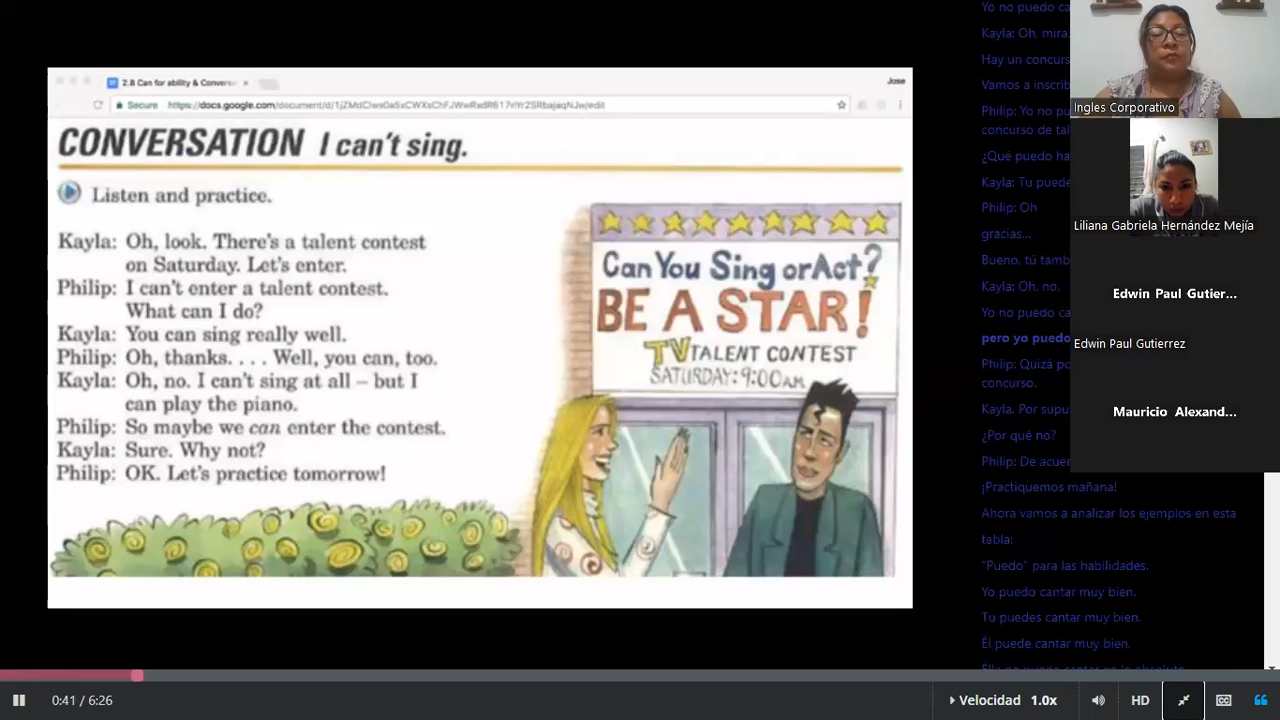 2.8 Can for ability & Convers
Jose
Secure
CONVERSATION I can't sing.
Listen and practice.
Kayla: Oh, look. There's a talent contest
on Saturday. Let's enter.
Philip: I can't enter a talent contest.
What can I do?
Kayla: You can sing really well.
Philip: Oh, thanks. . . . Well, you can, too.
Kayla: Oh, no. I can't sing at all – but I
can play the piano.
Philip: So maybe we can enter the contest.
Kayla: Sure. Why not?
Philip: OK. Let's practice tomorrow!
Can You Sing or Act?
BE A STAR!
TV TALENT CONTEST
SATURDAY: 9:00 AM
Yo no puedo ca
Kayla: Oh, mira.
Hay un concurs
Vamos a inscrib
Philip: Yo no pu
concurso de tal
¿Qué puedo ha
Kayla: Tu puede
Philip: Oh
gracias...
Bueno, tú tamb
Kayla: Oh, no.
Yo no puedo ca
pero yo puedo
Philip: Quizá po
concurso.
Kayla. Por supu
¿Por qué no?
Philip: De acuer
¡Practiquemos mañana!
Ahora vamos a analizar los ejemplos en esta
tebla:
"Puedo" para las habilidades.
Yo puedo cantar muy bien.
Tu puedes cantar muy bien.
Él puede cantar muy bien.
Ella no puede cantar en lo absoluto.
Ingles Corporativo
Liliana Gabriela Hernández Mejía
Edwin Paul Gutier...
Edwin Paul Gutierrez
Mauricio Alexand...
0:41 / 6:26
Velocidad 1.0x
HD
CC